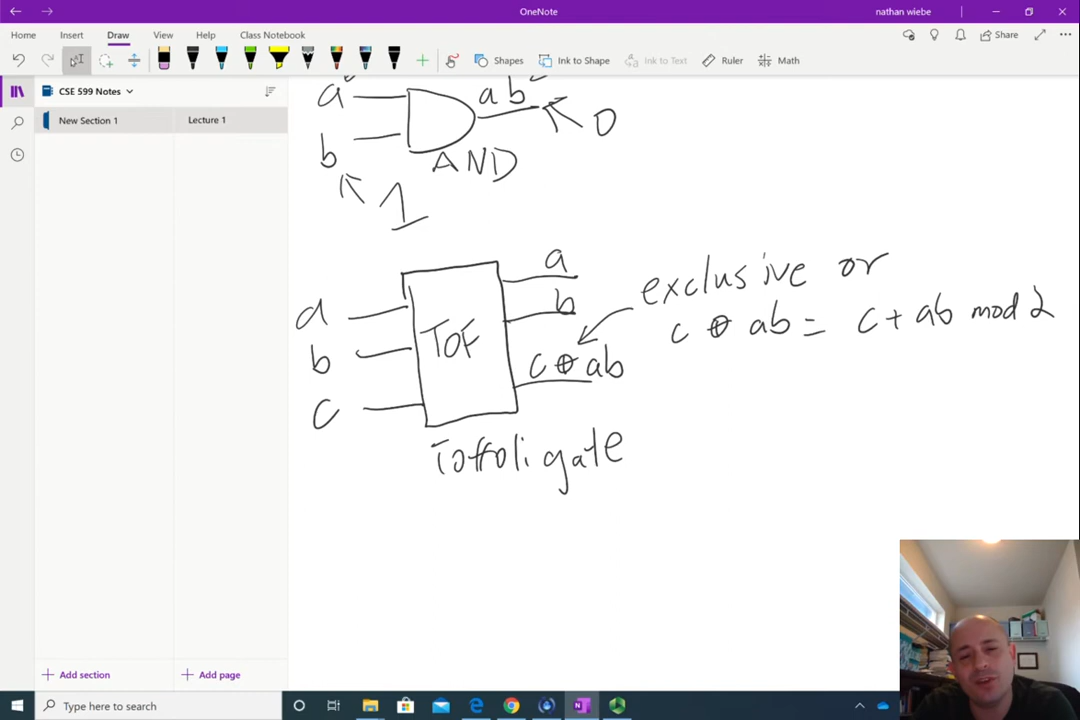 OneNote
nathan wiebe
Home Insert Draw View Help Class Notebook
Share
Shapes Ink to Shape Ink to Text Ruler Math
CSE 599 Notes
New Section 1
Lecture 1
a ab
b
AND
0
1
a
b
c
TOF
a
b
c ⊕ ab
exclusive or
c ⊕ ab = c + ab mod 2
Toffoli gate
+ Add section
+ Add page
Type here to search